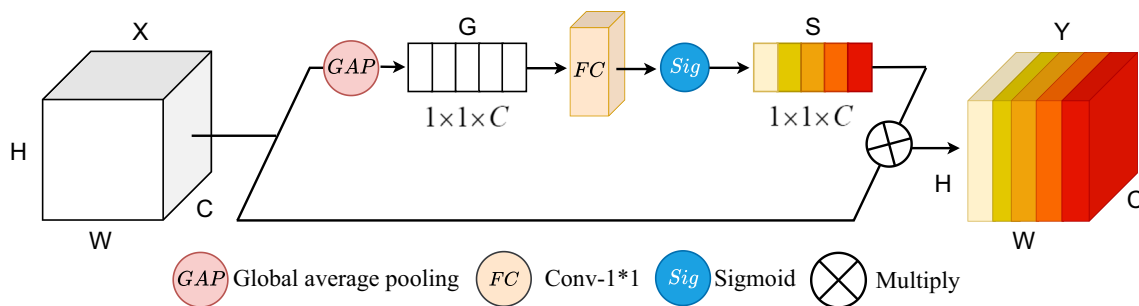 X
H
W
C
GAP
G
1×1×C
FC
Sig
S
1×1×C
Y
H
W
C
GAP Global average pooling
FC Conv-1*1
Sig Sigmoid
Multiply